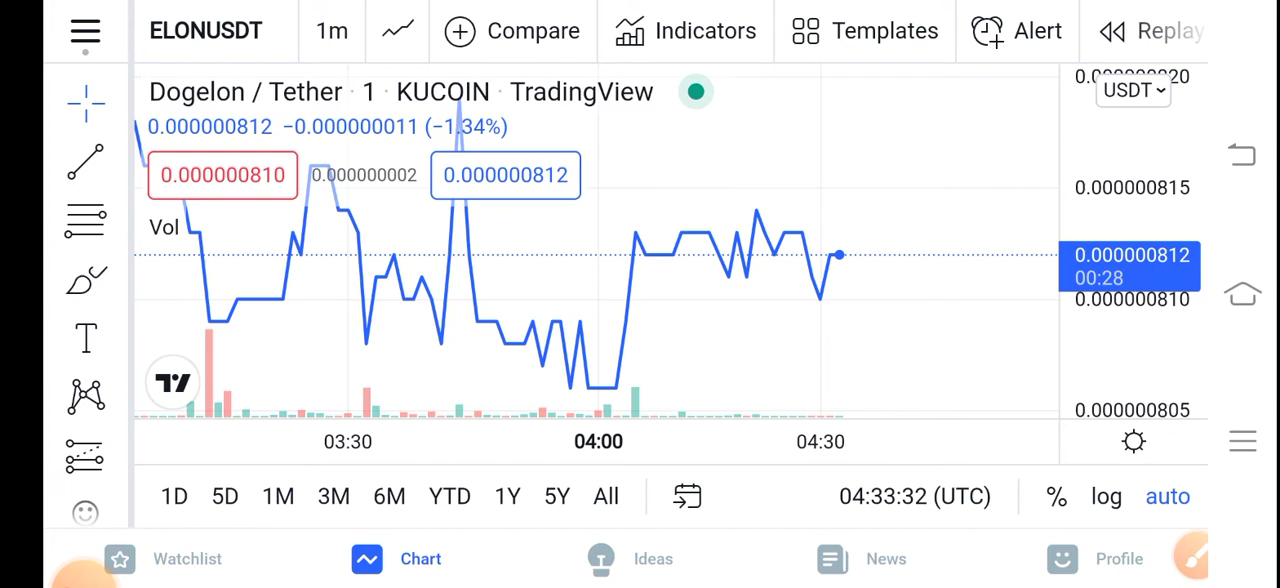 ELONUSDT 1m Compare Indicators Templates Alert Replay
Dogelon / Tether · 1 · KUCOIN · TradingView
0.000000812 −0.000000011 (−1.34%)
0.000000810 0.000000002 0.000000812
Vol
0.000000820
USDT
0.000000815
0.000000812
00:28
0.000000810
0.000000805
03:30 04:00 04:30
1D 5D 1M 3M 6M YTD 1Y 5Y All 04:33:32 (UTC) % log auto
Watchlist Chart Ideas News Profile